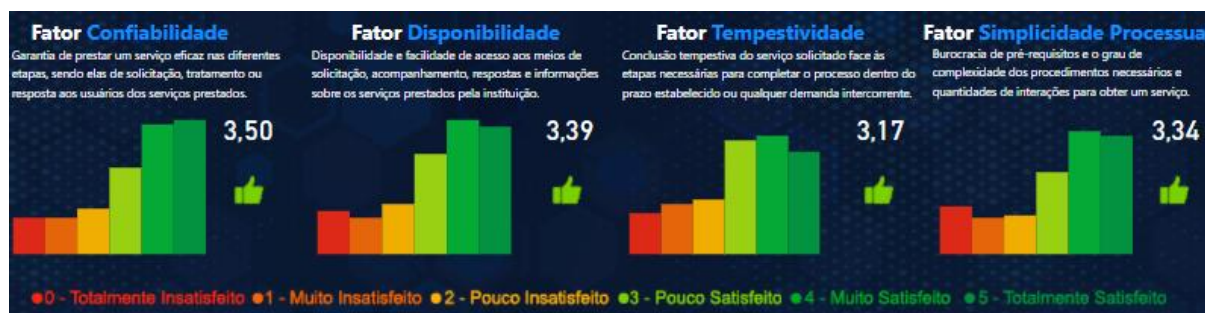 Fator Confiabilidade
Garantia de prestar um serviço eficaz nas diferentes
etapas, sendo elas de solicitação, tratamento ou
resposta aos usuários dos serviços prestados.
3,50
Fator Disponibilidade
Disponibilidade e facilidade de acesso aos meios de
solicitação, acompanhamento, respostas e informações
sobre os serviços prestados pela instituição.
3,39
Fator Tempestividade
Conclusão tempestiva do serviço solicitado face às
etapas necessárias para completar o processo dentro do
prazo estabelecido ou qualquer demanda intercorrente.
3,17
Fator Simplicidade Processua
Burocracia de pré-requisitos e o grau de
complexidade dos procedimentos necessários e
quantidades de interações para obter um serviço.
3,34
0 - Totalmente Insatisfeito 1 - Muito Insatisfeito 2 - Pouco Insatisfeito 3 - Pouco Satisfeito 4 - Muito Satisfeito 5 - Totalmente Satisfeito